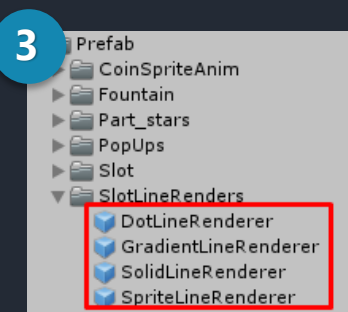 3
Prefab
CoinSpriteAnim
Fountain
Part_stars
PopUps
Slot
SlotLineRenders
DotLineRenderer
GradientLineRenderer
SolidLineRenderer
SpriteLineRenderer